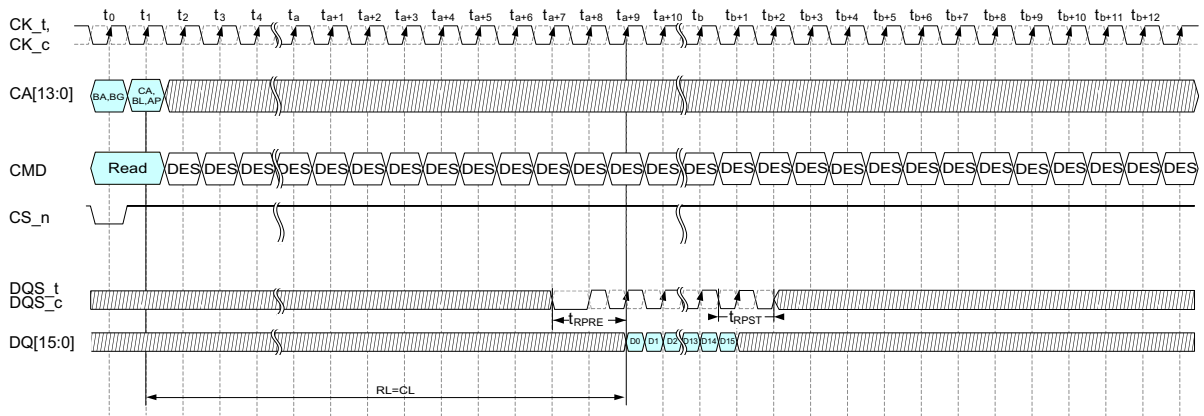 t0 t1 t2 t3 t4 ta ta+1 ta+2 ta+3 ta+4 ta+5 ta+6 ta+7 ta+8 ta+9 ta+10 tb tb+1 tb+2 tb+3 tb+4 tb+5 tb+6 tb+7 tb+8 tb+9 tb+10 tb+11 tb+12
CK_t,
CK_c
CA[13:0] BA,BG CA,
BL,AP
CMD Read DES DES DES DES DES DES DES DES DES DES DES DES DES DES DES DES DES DES DES DES DES DES DES DES DES DES DES DES
CS_n
DQS_t
DQS_c
tRPRE tRPST
DQ[15:0] D0 D1 D2 D13 D14 D15
RL=CL